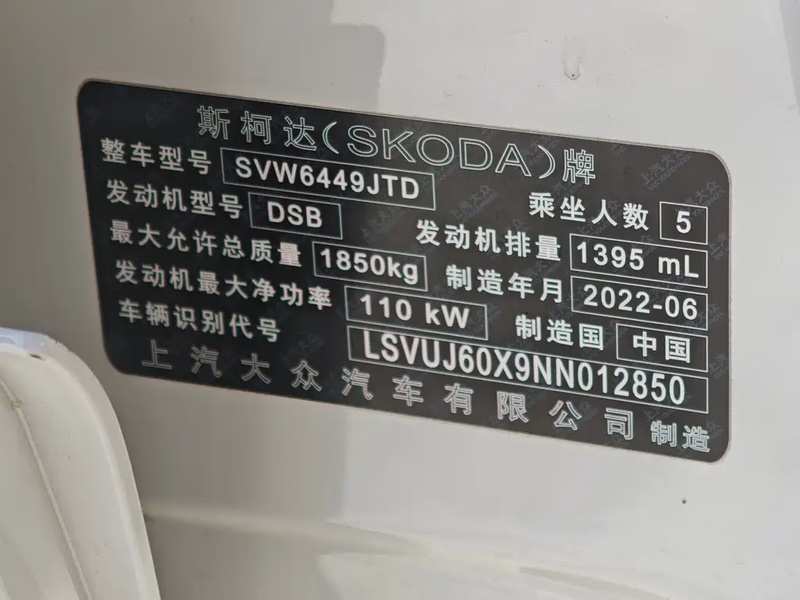 斯柯达(SKODA)牌
整车型号 SVW6449JTD 乘坐人数 5
发动机型号 DSB 发动机排量 1395 mL
最大允许总质量 1850kg 制造年月 2022-06
发动机最大净功率 110 kW 制造国 中国
车辆识别代号 LSVUJ60X9NN012850
上汽大众汽车有限公司 制造